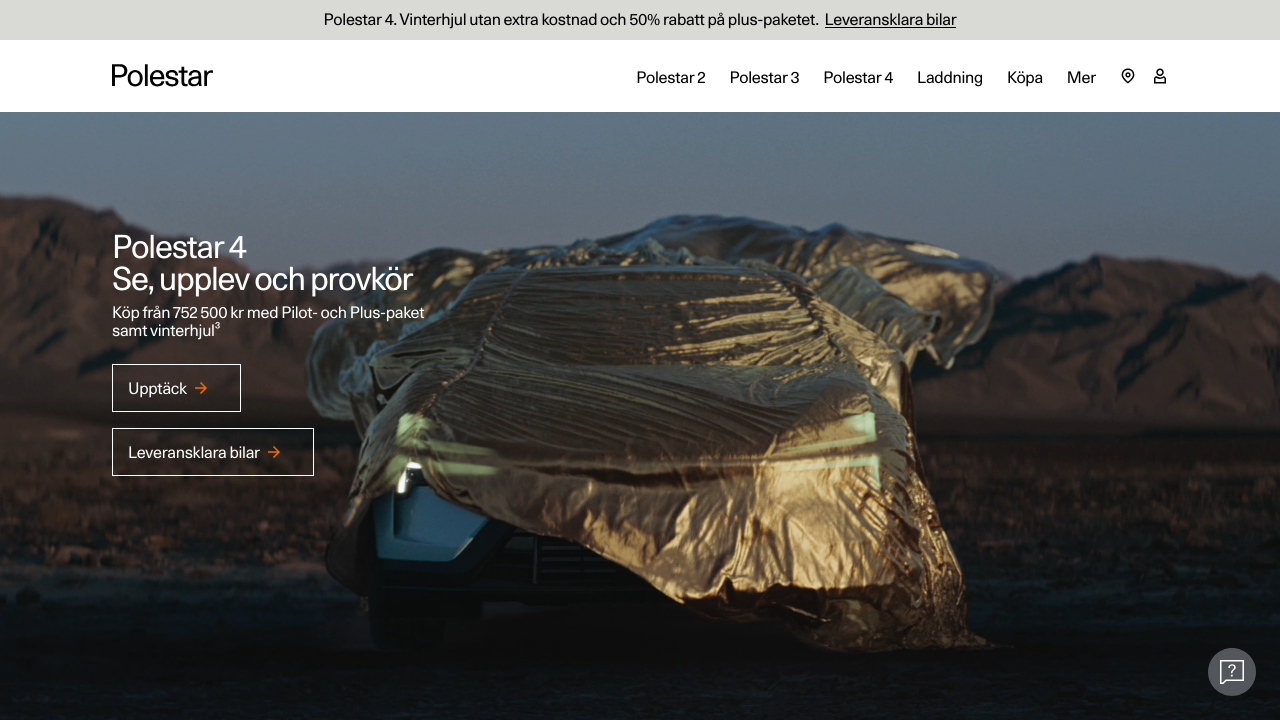 Polestar 4. Vinterhjul utan extra kostnad och 50% rabatt på plus-paketet. Leveransklara bilar
Polestar
Polestar 2
Polestar 3
Polestar 4
Laddning
Köpa
Mer
Polestar 4
Se, upplev och provkör
Köp från 752 500 kr med Pilot- och Plus-paket
samt vinterhjul³
Upptäck
Leveransklara bilar